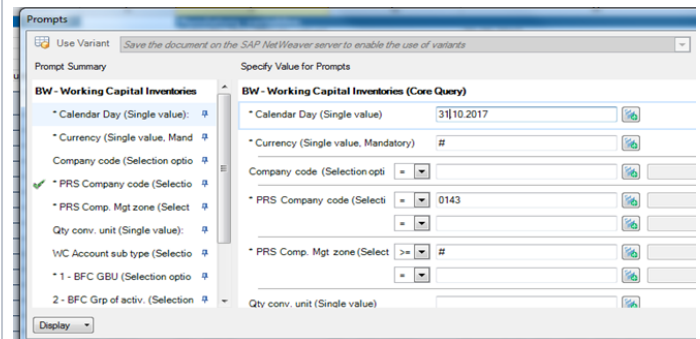 Prompts
Use Variant Save the document on the SAP NetWeaver server to enable the use of variants
Prompt Summary
Specify Value for Prompts
BW - Working Capital Inventories
* Calendar Day (Single value):
* Currency (Single value, Mand
Company code (Selection optio
* PRS Company code (Selectio
* PRS Comp. Mgt zone (Select
Qty conv. unit (Single value):
WC Account sub type (Selectio
* 1 - BFC GBU (Selection optio
2 - BFC Grp of activ. (Selection
BW - Working Capital Inventories (Core Query)
* Calendar Day (Single value) 31.10.2017
* Currency (Single value, Mandatory) #
Company code (Selection opti =
* PRS Company code (Selecti = 0143
=
* PRS Comp. Mgt zone (Select >= #
=
Qty conv. unit (Single value)
Display